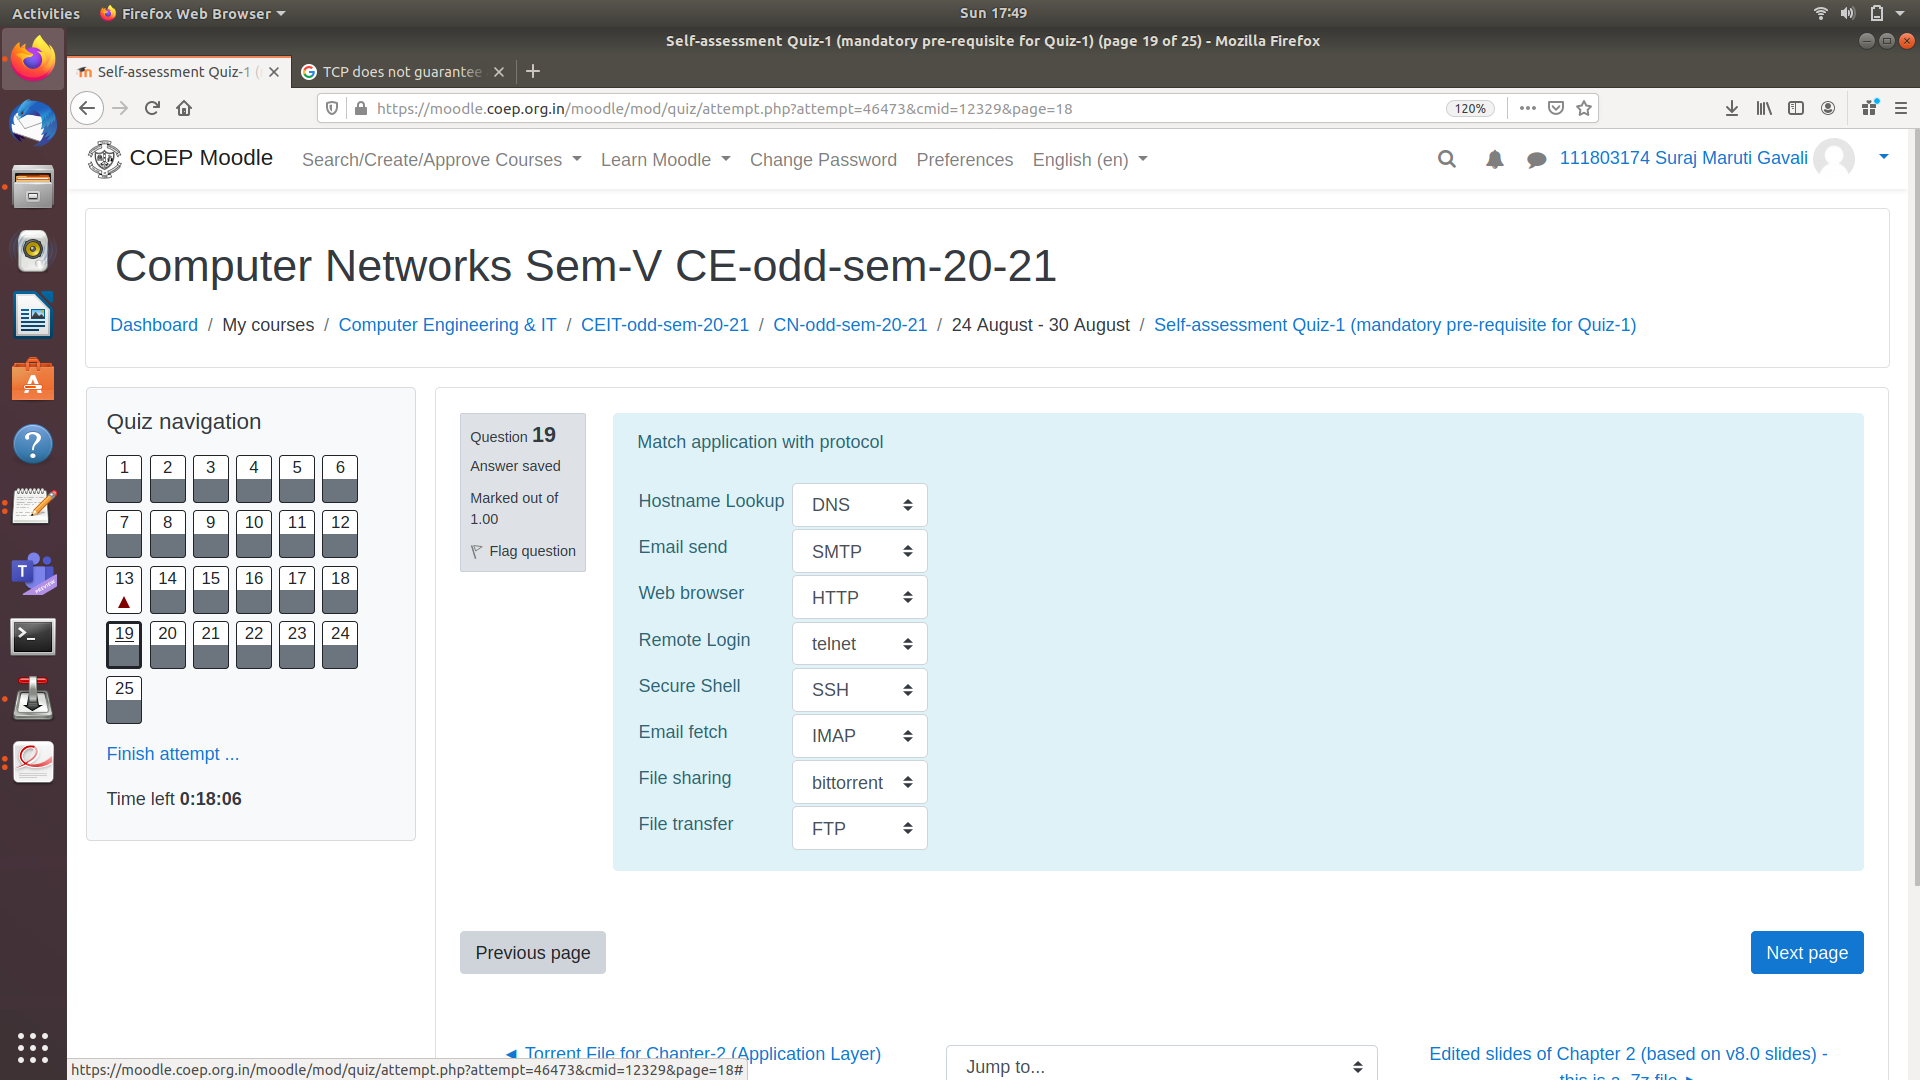 Activities Firefox Web Browser Sun 17:49
Self-assessment Quiz-1 (mandatory pre-requisite for Quiz-1) (page 19 of 25) - Mozilla Firefox
Self-assessment Quiz-1 ( TCP does not guarantee
https://moodle.coep.org.in/moodle/mod/quiz/attempt.php?attempt=46473&cmid=12329&page=18 120%
COEP Moodle Search/Create/Approve Courses Learn Moodle Change Password Preferences English (en) 111803174 Suraj Maruti Gavali
Computer Networks Sem-V CE-odd-sem-20-21
Dashboard / My courses / Computer Engineering & IT / CEIT-odd-sem-20-21 / CN-odd-sem-20-21 / 24 August - 30 August / Self-assessment Quiz-1 (mandatory pre-requisite for Quiz-1)
Quiz navigation
1 2 3 4 5 6
7 8 9 10 11 12
13 14 15 16 17 18
19 20 21 22 23 24
25
Finish attempt ...
Time left 0:18:06
Question 19
Answer saved
Marked out of
1.00
Flag question
Match application with protocol
Hostname Lookup DNS
Email send SMTP
Web browser HTTP
Remote Login telnet
Secure Shell SSH
Email fetch IMAP
File sharing bittorrent
File transfer FTP
Previous page Next page
◄ Torrent File for Chapter-2 (Application Layer)
Jump to...
Edited slides of Chapter 2 (based on v8.0 slides) -
this is a .7z file ►
https://moodle.coep.org.in/moodle/mod/quiz/attempt.php?attempt=46473&cmid=12329&page=18#